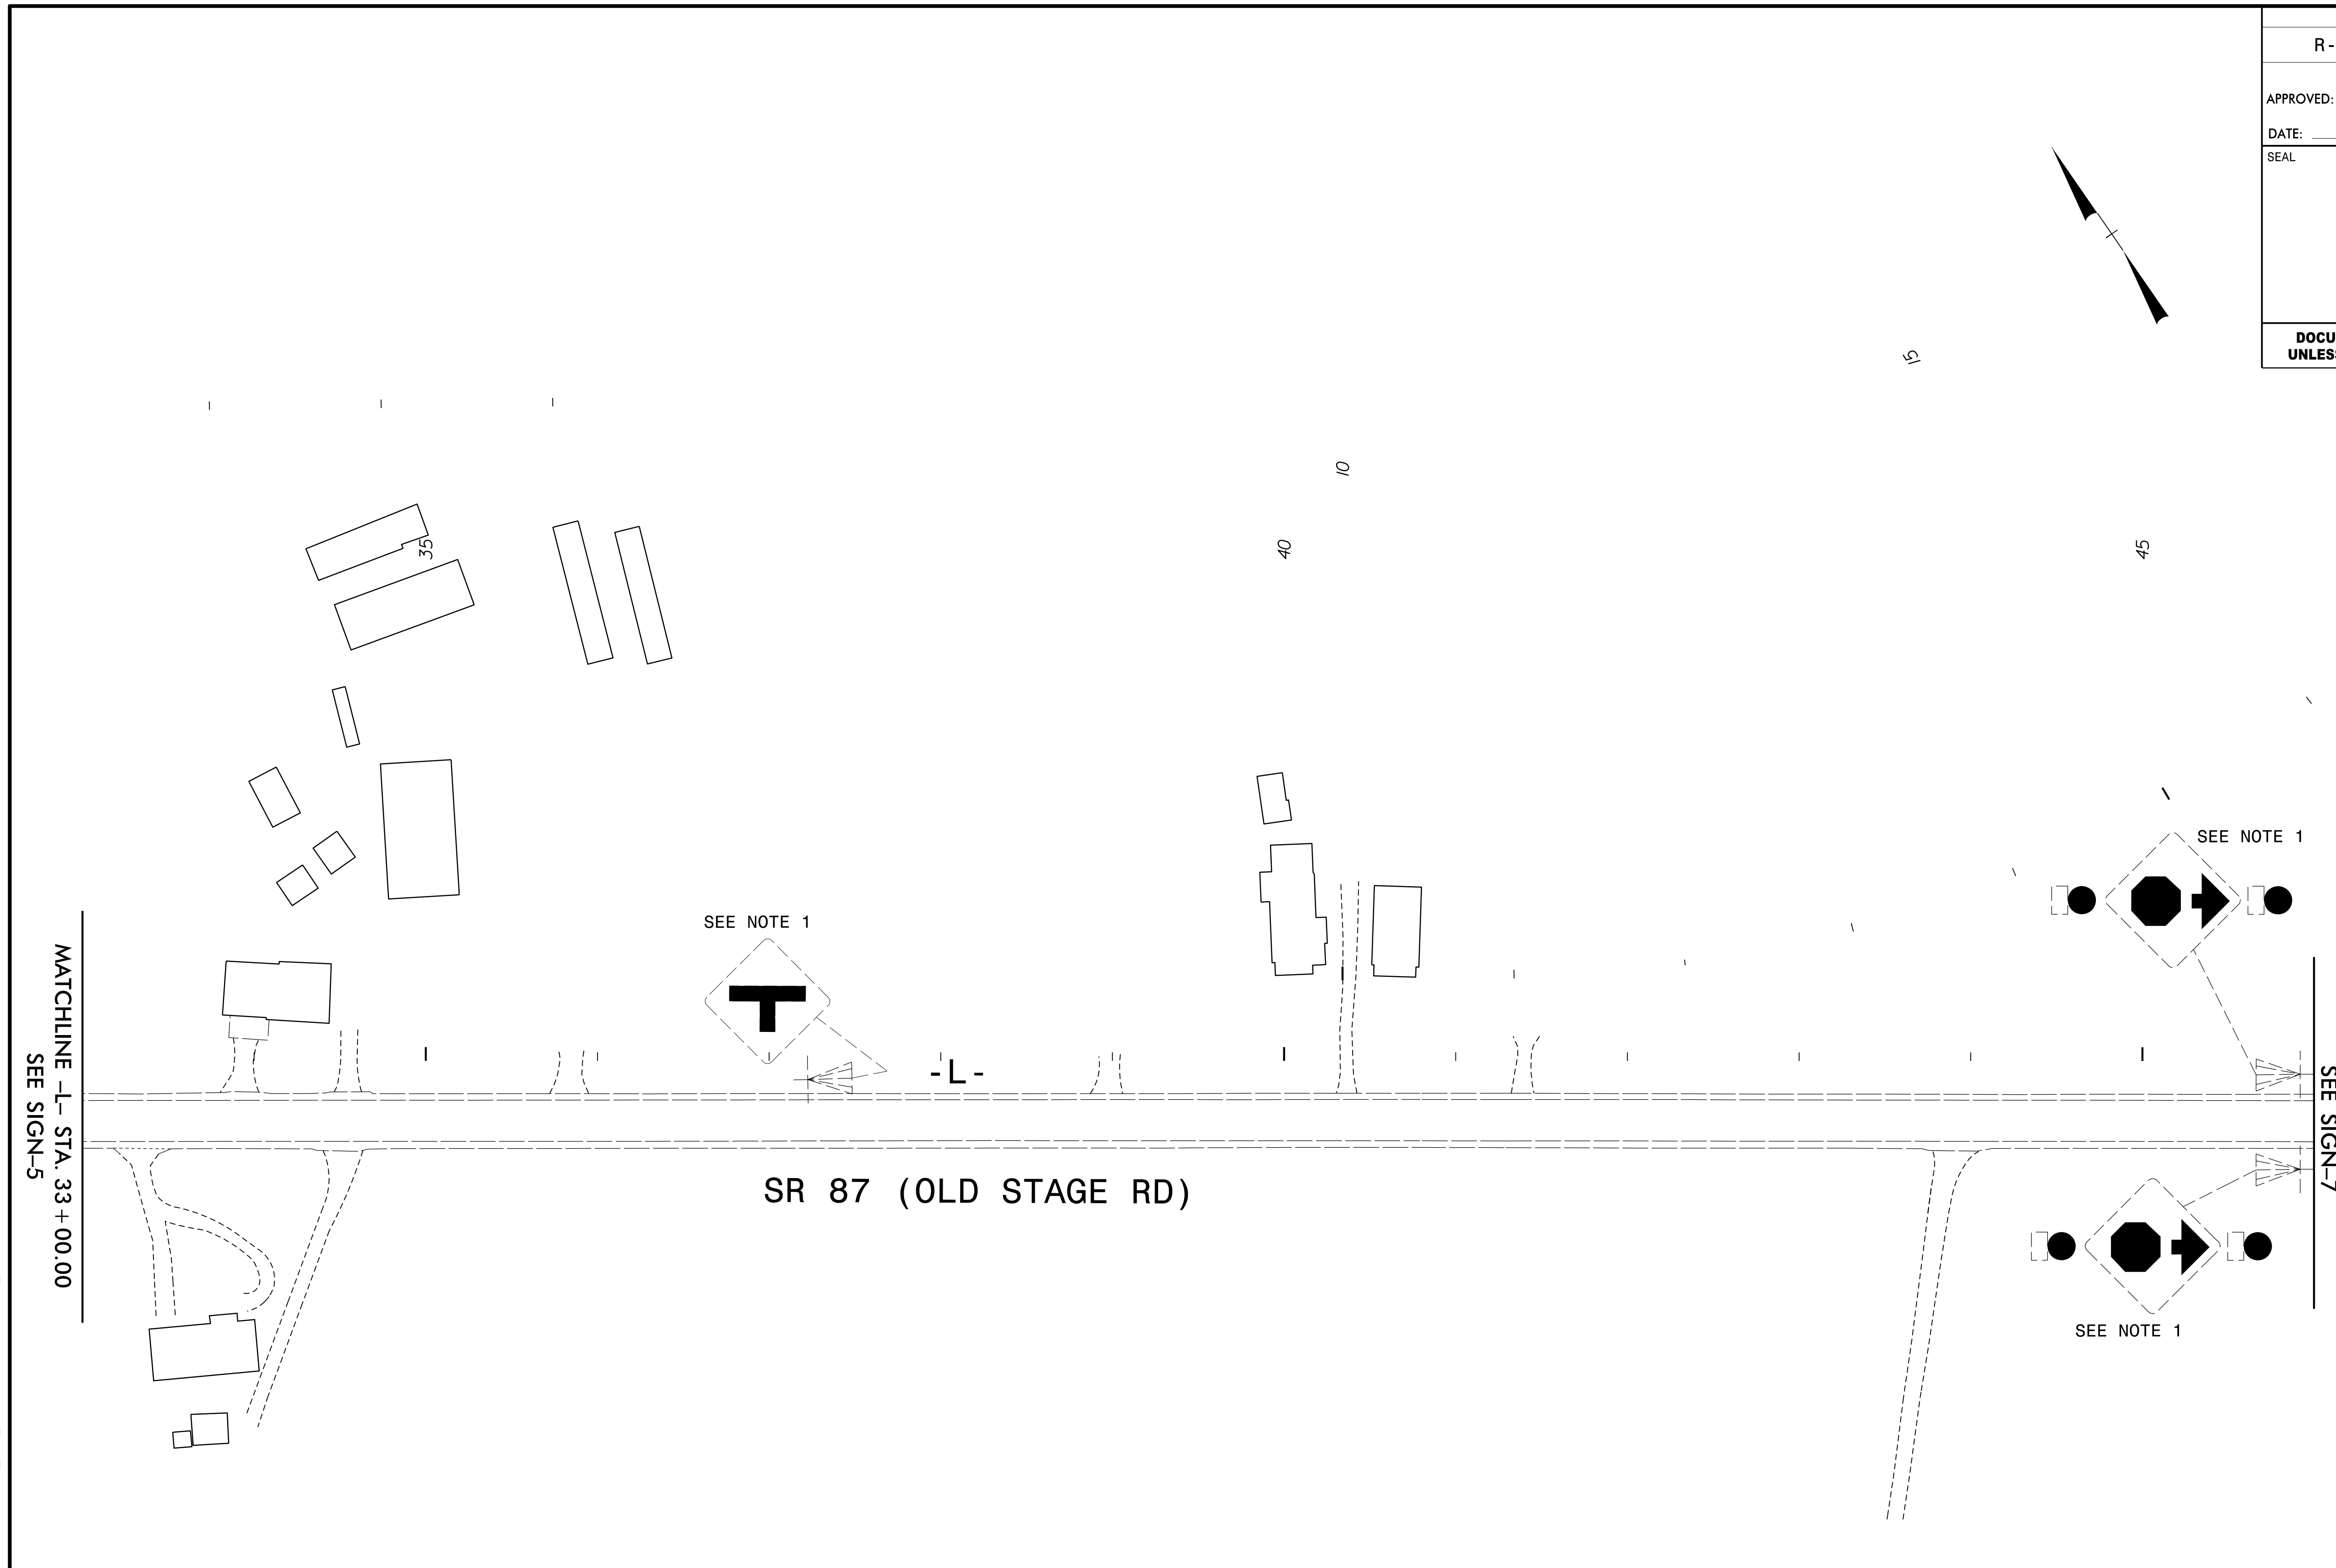 R-
APPROVED:
DATE:
SEAL
DOCU
UNLES
15
10
35
40
45
SEE NOTE 1
SEE NOTE 1
-L-
MATCHLINE -L- STA. 33+00.00
SEE SIGN-5
SEE SIGN-7
SR 87 (OLD STAGE RD)
SEE NOTE 1